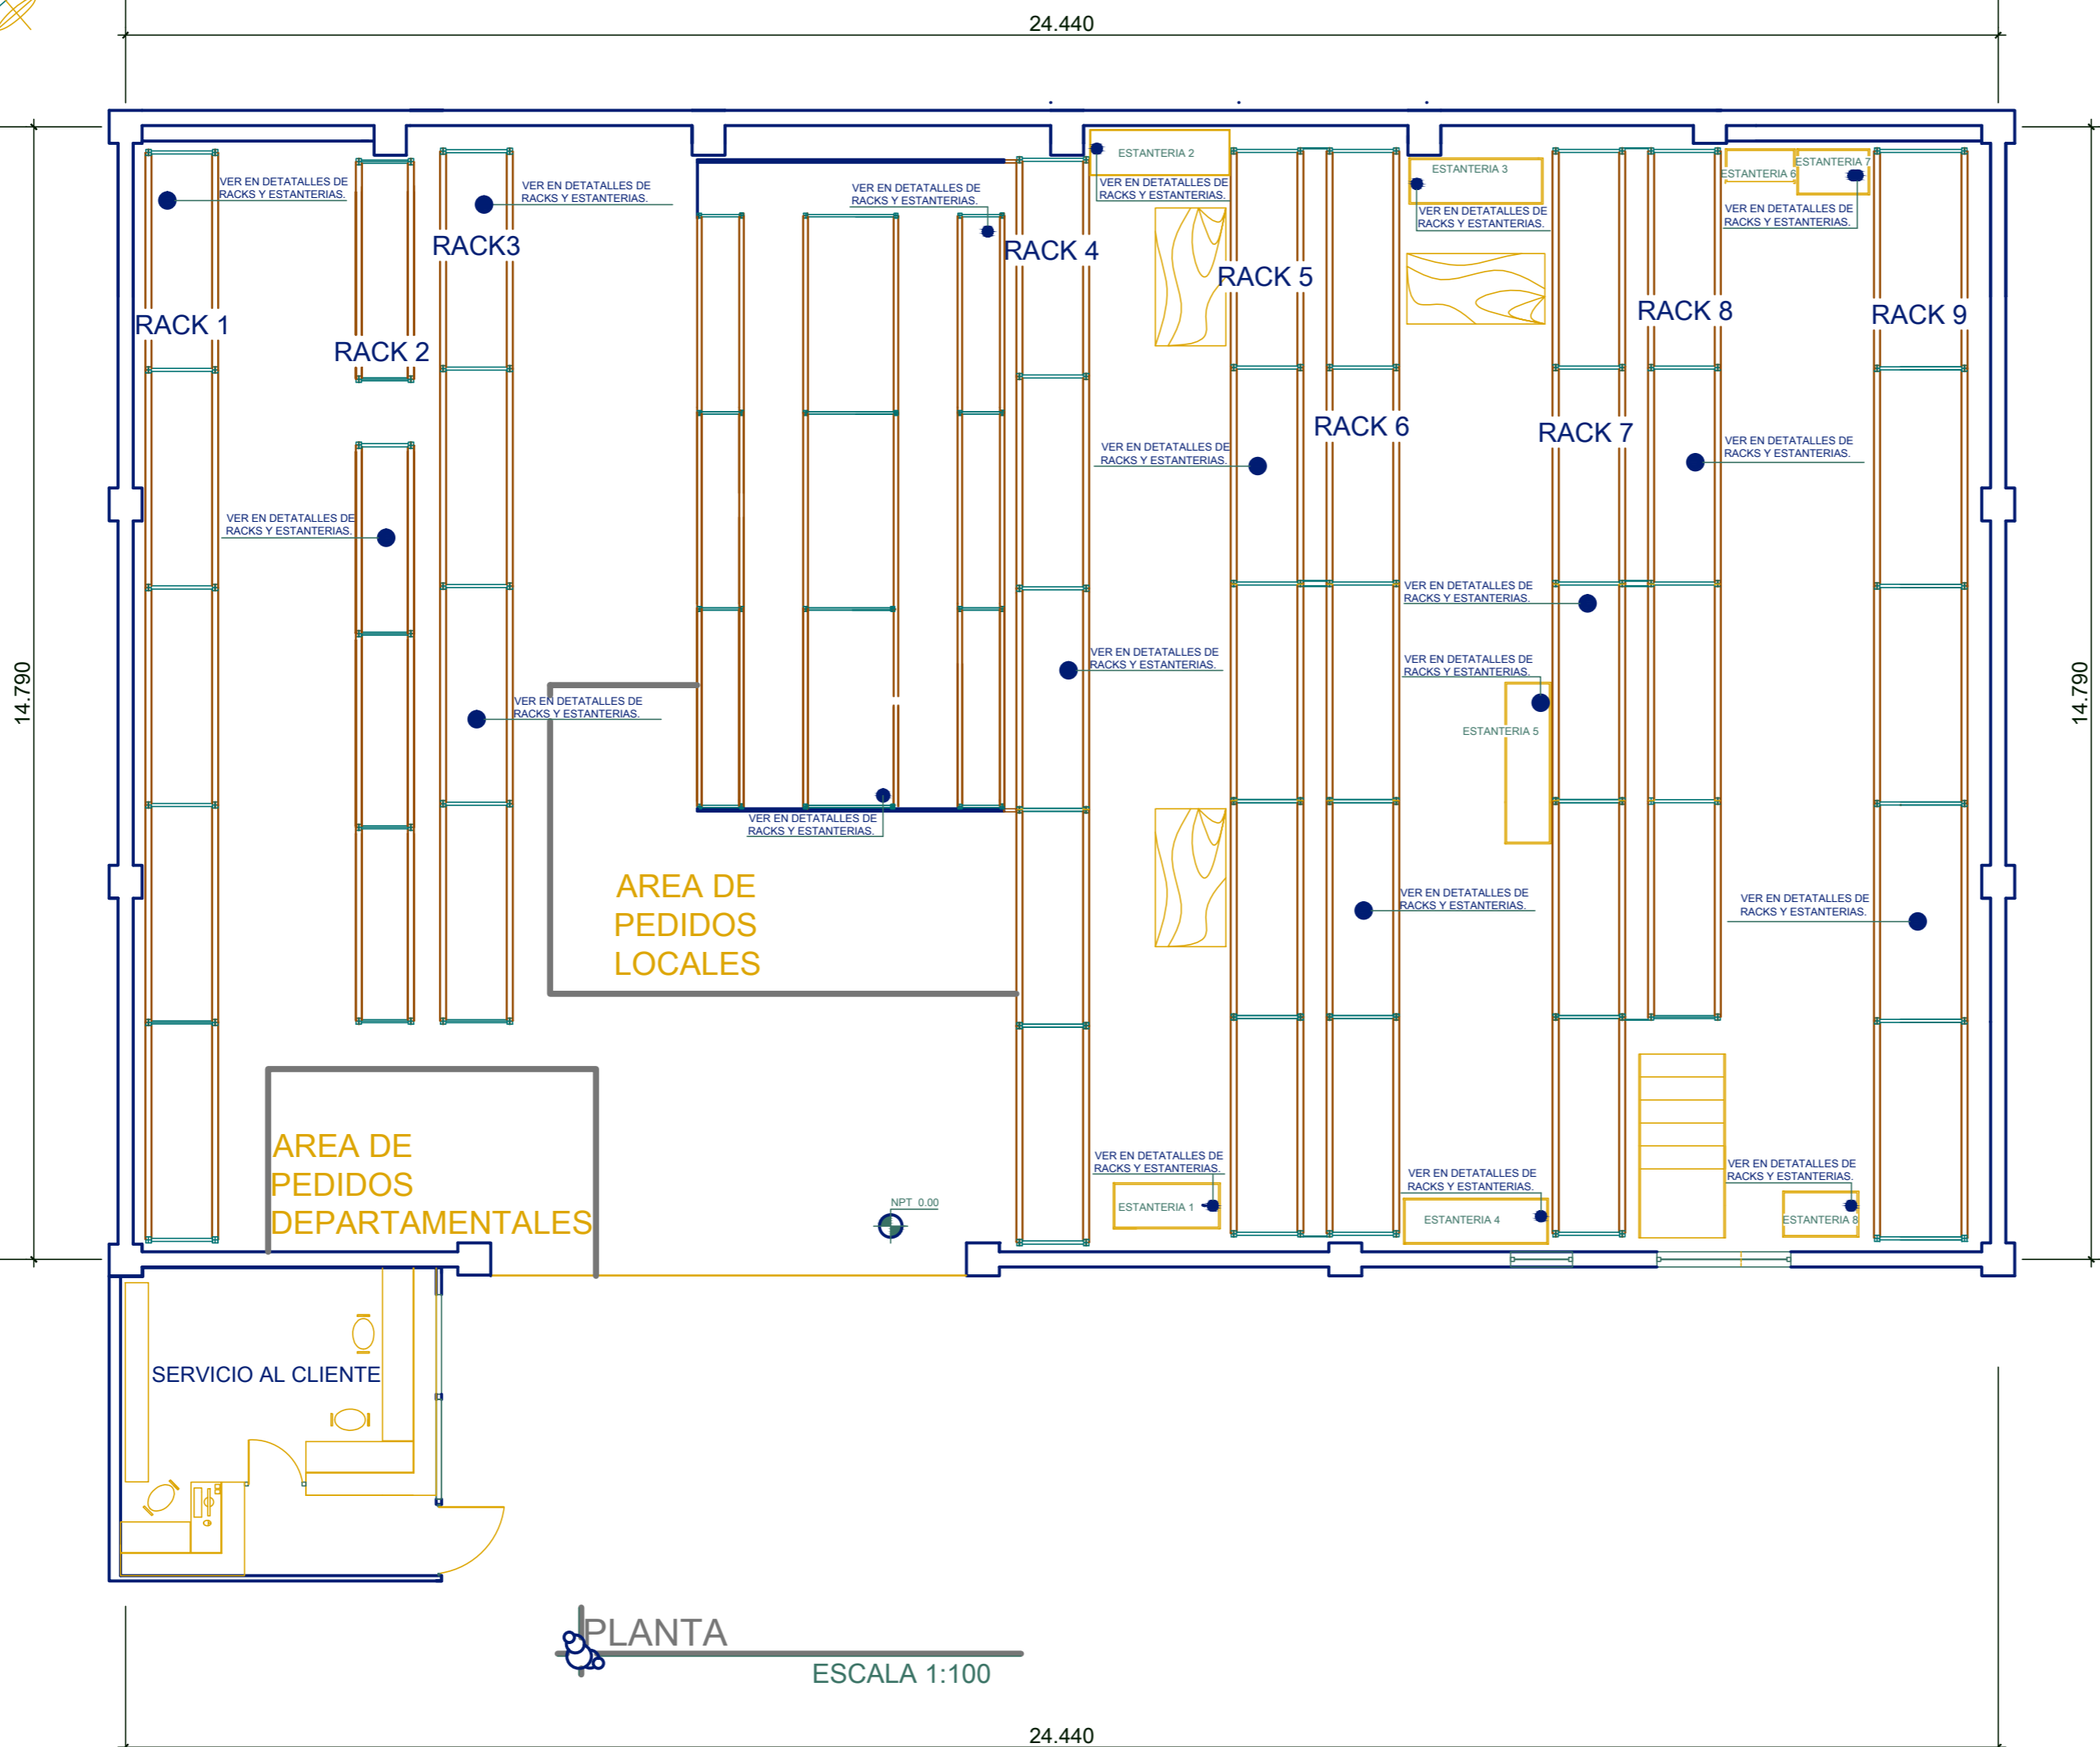 24.440
ESTANTERIA 2
ESTANTERIA 3
ESTANTERIA 6
ESTANTERIA 7
VER EN DETATALLES DE
RACKS Y ESTANTERIAS.
VER EN DETATALLES DE
RACKS Y ESTANTERIAS.
VER EN DETATALLES DE
RACKS Y ESTANTERIAS.
VER EN DETATALLES DE
RACKS Y ESTANTERIAS.
VER EN DETATALLES DE
RACKS Y ESTANTERIAS.
VER EN DETATALLES DE
RACKS Y ESTANTERIAS.
RACK3
RACK 4
RACK 5
RACK 8
RACK 9
RACK 1
RACK 2
RACK 6
RACK 7
VER EN DETATALLES DE
RACKS Y ESTANTERIAS.
VER EN DETATALLES DE
RACKS Y ESTANTERIAS.
VER EN DETATALLES DE
RACKS Y ESTANTERIAS.
VER EN DETATALLES DE
RACKS Y ESTANTERIAS.
VER EN DETATALLES DE
RACKS Y ESTANTERIAS.
VER EN DETATALLES DE
RACKS Y ESTANTERIAS.
14.790
14.790
VER EN DETATALLES DE
RACKS Y ESTANTERIAS.
ESTANTERIA 5
VER EN DETATALLES DE
RACKS Y ESTANTERIAS.
AREA DE
PEDIDOS
LOCALES
VER EN DETATALLES DE
RACKS Y ESTANTERIAS.
VER EN DETATALLES DE
RACKS Y ESTANTERIAS.
AREA DE
PEDIDOS
DEPARTAMENTALES
NPT 0.00
VER EN DETATALLES DE
RACKS Y ESTANTERIAS.
ESTANTERIA 1
VER EN DETATALLES DE
RACKS Y ESTANTERIAS.
ESTANTERIA 4
VER EN DETATALLES DE
RACKS Y ESTANTERIAS.
ESTANTERIA 8
SERVICIO AL CLIENTE
PLANTA
ESCALA 1:100
24.440